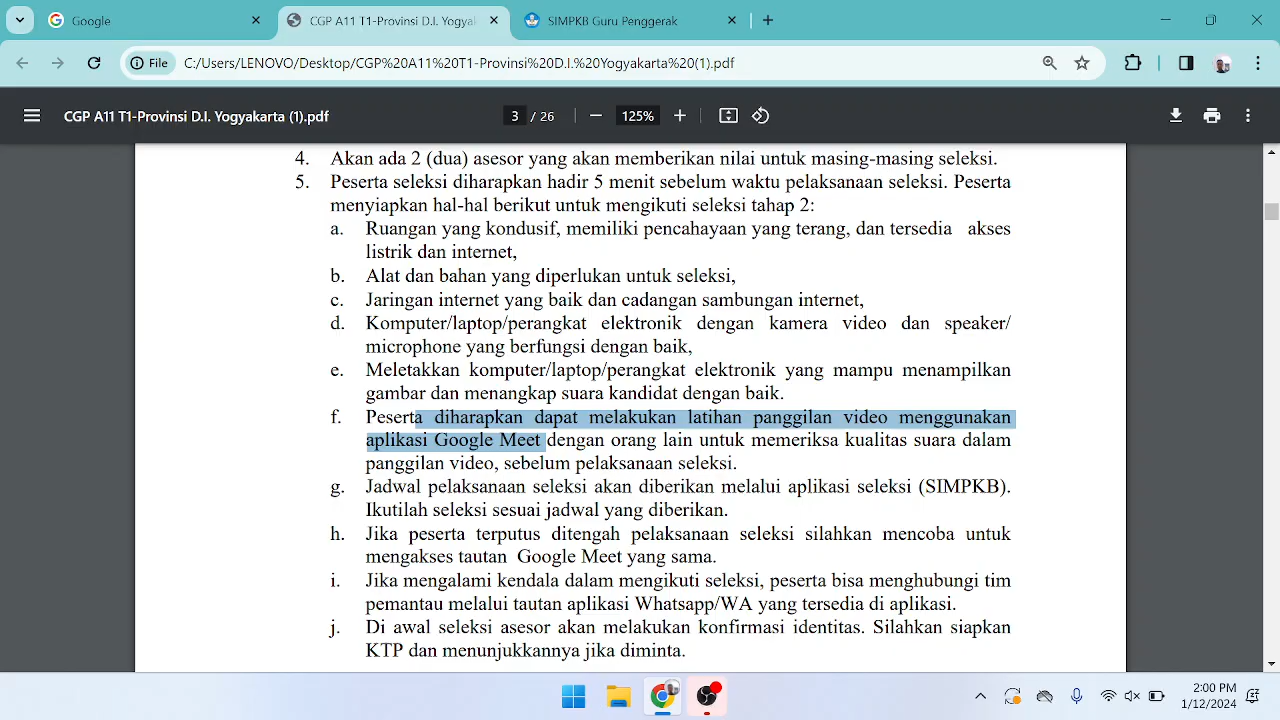 Google
CGP A11 T1-Provinsi D.I. Yogyak
SIMPKB Guru Penggerak
File
C:/Users/LENOVO/Desktop/CGP%20A11%20T1-Provinsi%20D.I.%20Yogyakarta%20(1).pdf
CGP A11 T1-Provinsi D.I. Yogyakarta (1).pdf
3 / 26
125%
4. Akan ada 2 (dua) asesor yang akan memberikan nilai untuk masing-masing seleksi.
5. Peserta seleksi diharapkan hadir 5 menit sebelum waktu pelaksanaan seleksi. Peserta
menyiapkan hal-hal berikut untuk mengikuti seleksi tahap 2:
a. Ruangan yang kondusif, memiliki pencahayaan yang terang, dan tersedia akses
listrik dan internet,
b. Alat dan bahan yang diperlukan untuk seleksi,
c. Jaringan internet yang baik dan cadangan sambungan internet,
d. Komputer/laptop/perangkat elektronik dengan kamera video dan speaker/
microphone yang berfungsi dengan baik,
e. Meletakkan komputer/laptop/perangkat elektronik yang mampu menampilkan
gambar dan menangkap suara kandidat dengan baik.
f. Peserta diharapkan dapat melakukan latihan panggilan video menggunakan
aplikasi Google Meet dengan orang lain untuk memeriksa kualitas suara dalam
panggilan video, sebelum pelaksanaan seleksi.
g. Jadwal pelaksanaan seleksi akan diberikan melalui aplikasi seleksi (SIMPKB).
Ikutilah seleksi sesuai jadwal yang diberikan.
h. Jika peserta terputus ditengah pelaksanaan seleksi silahkan mencoba untuk
mengakses tautan Google Meet yang sama.
i. Jika mengalami kendala dalam mengikuti seleksi, peserta bisa menghubungi tim
pemantau melalui tautan aplikasi Whatsapp/WA yang tersedia di aplikasi.
j. Di awal seleksi asesor akan melakukan konfirmasi identitas. Silahkan siapkan
KTP dan menunjukkannya jika diminta.
2:00 PM
1/12/2024